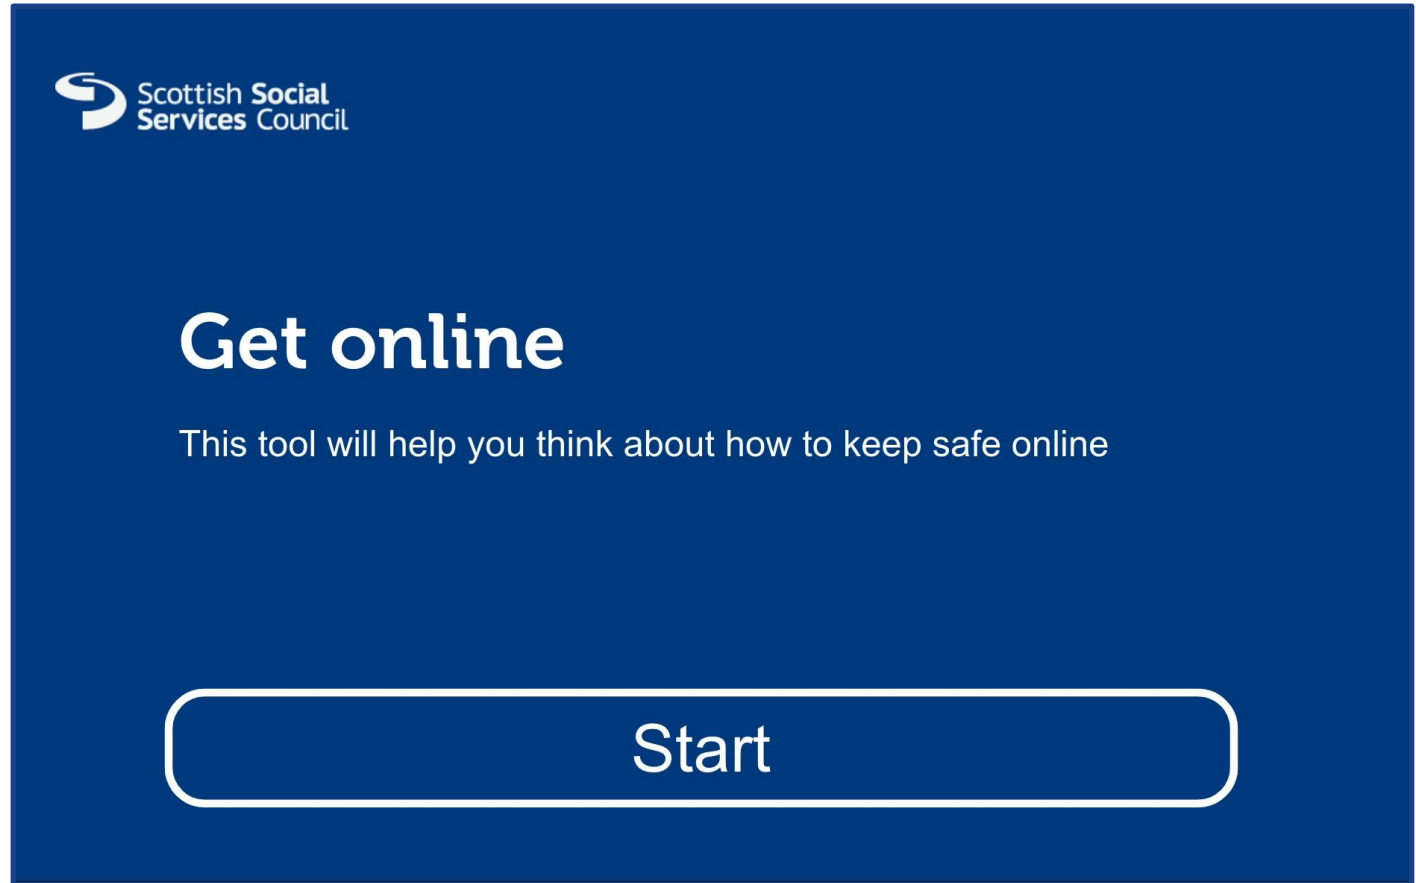 Scottish Social
Services Council
Get online
This tool will help you think about how to keep safe online
Start